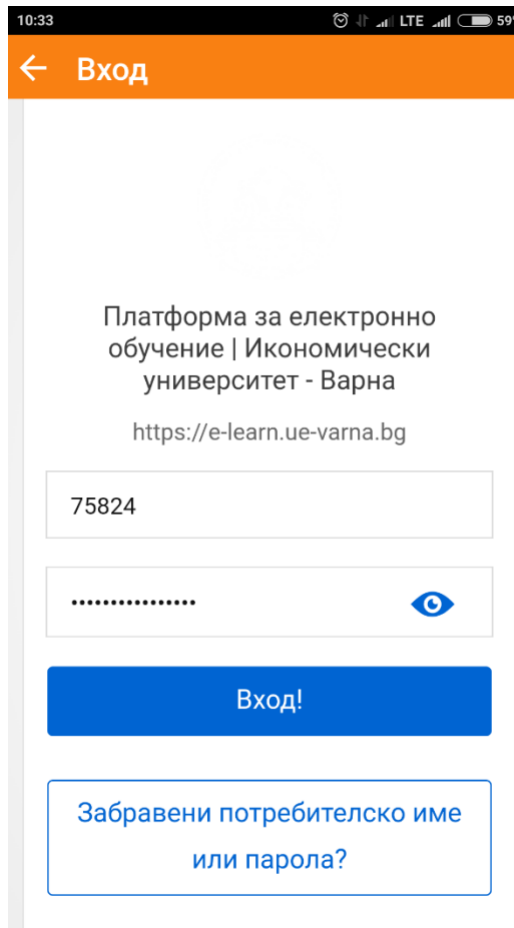 10:33 LTE 59%
Вход
Платформа за електронно
обучение | Икономически
университет - Варна
https://e-learn.ue-varna.bg
75824
••••••••••••••••
Вход!
Забравени потребителско име
или парола?